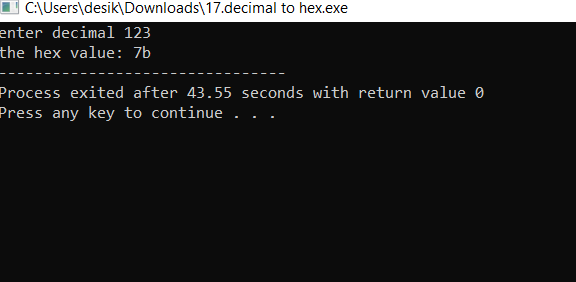 C:\Users\desik\Downloads\17.decimal to hex.exe
enter decimal 123
the hex value: 7b
--------------------------------
Process exited after 43.55 seconds with return value 0
Press any key to continue . . .